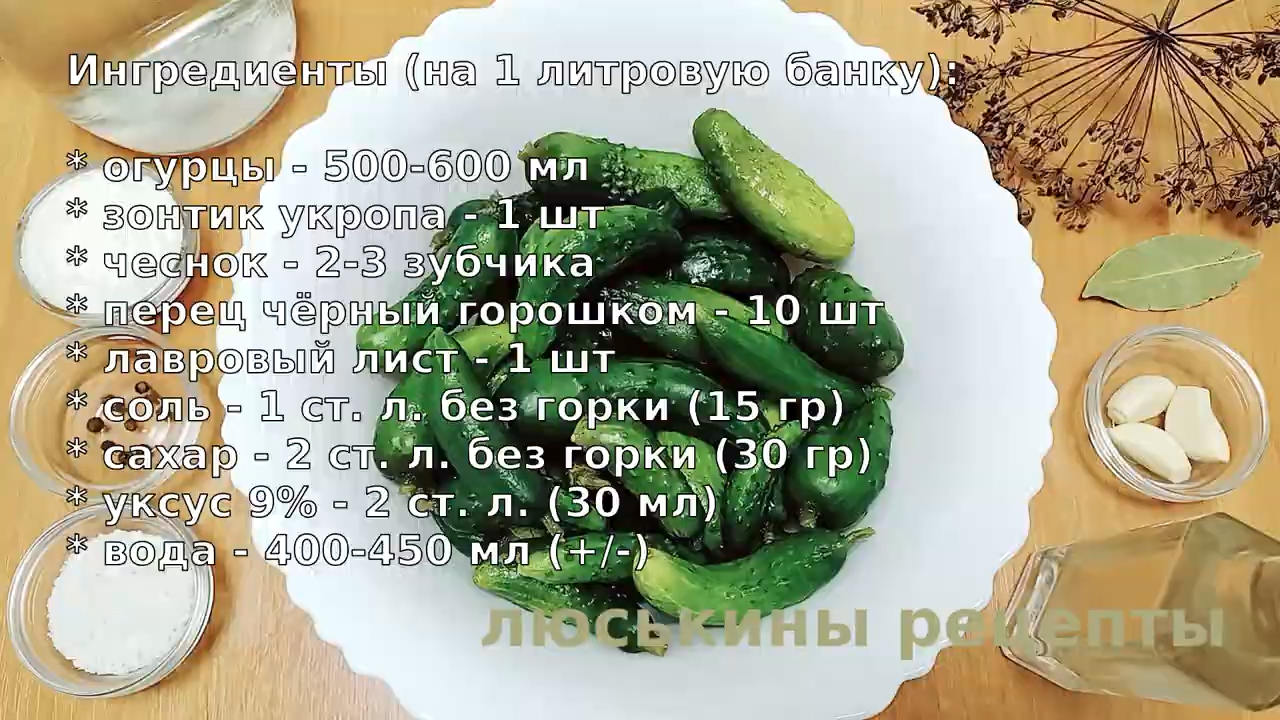 Ингредиенты (на 1 литровую банку):
* огурцы - 500-600 мл
* зонтик укропа - 1 шт
* чеснок - 2-3 зубчика
* перец чёрный горошком - 10 шт
* лавровый лист - 1 шт
* соль - 1 ст. л. без горки (15 гр)
* сахар - 2 ст. л. без горки (30 гр)
* уксус 9% - 2 ст. л. (30 мл)
* вода - 400-450 мл (+/-)
люськины рецепты